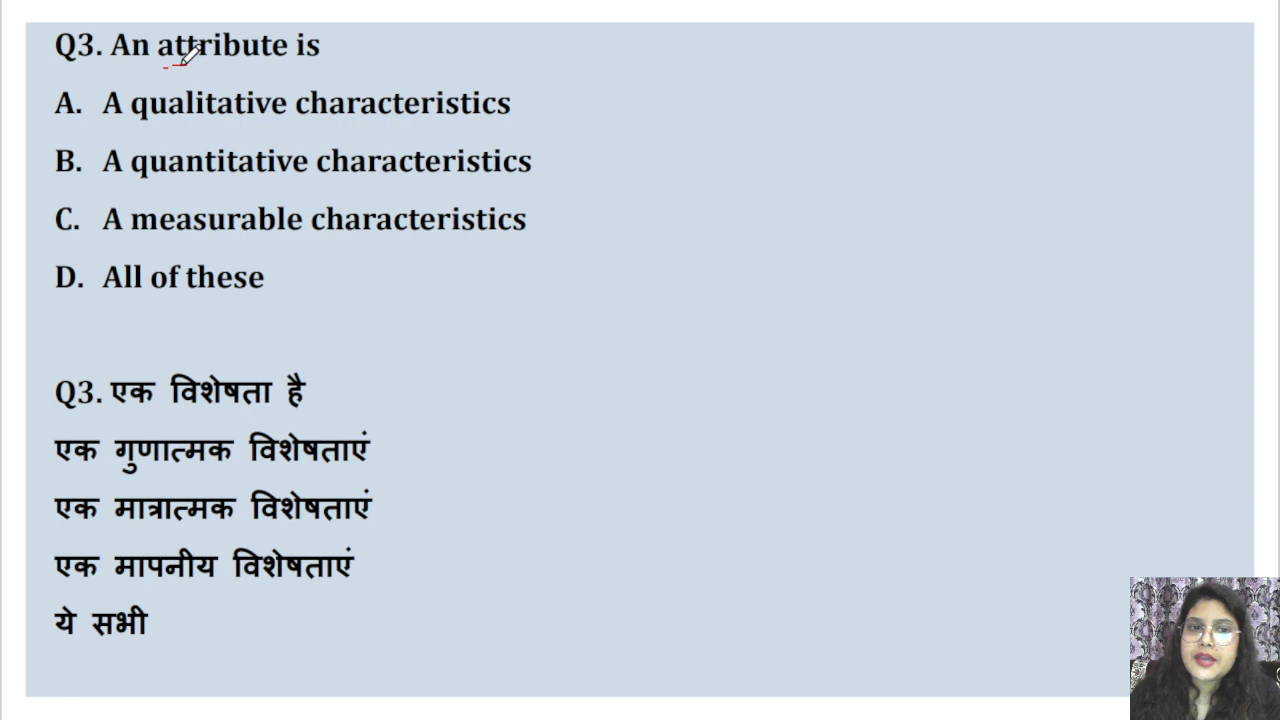 Q3. An attribute is
A. A qualitative characteristics
B. A quantitative characteristics
C. A measurable characteristics
D. All of these
Q3. एक विशेषता है
एक गुणात्मक विशेषताएं
एक मात्रात्मक विशेषताएं
एक मापनीय विशेषताएं
ये सभी